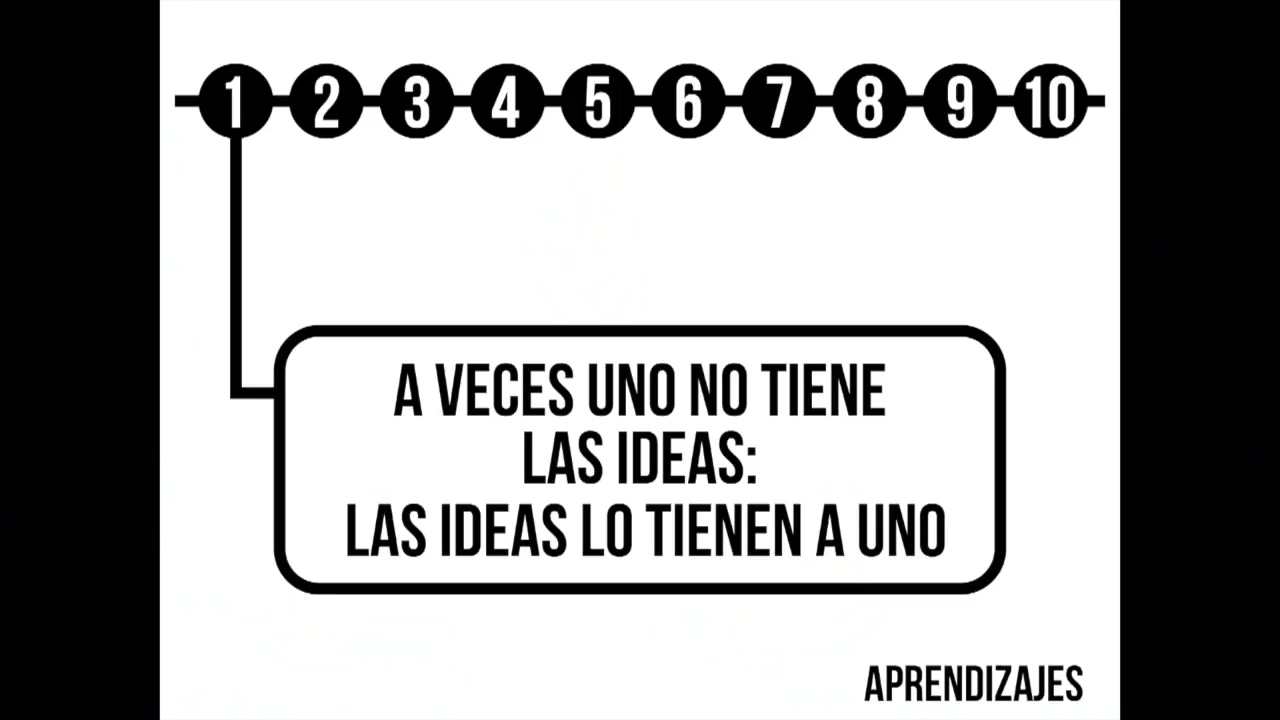 1 2 3 4 5 6 7 8 9 10
A VECES UNO NO TIENE
LAS IDEAS:
LAS IDEAS LO TIENEN A UNO
APRENDIZAJES